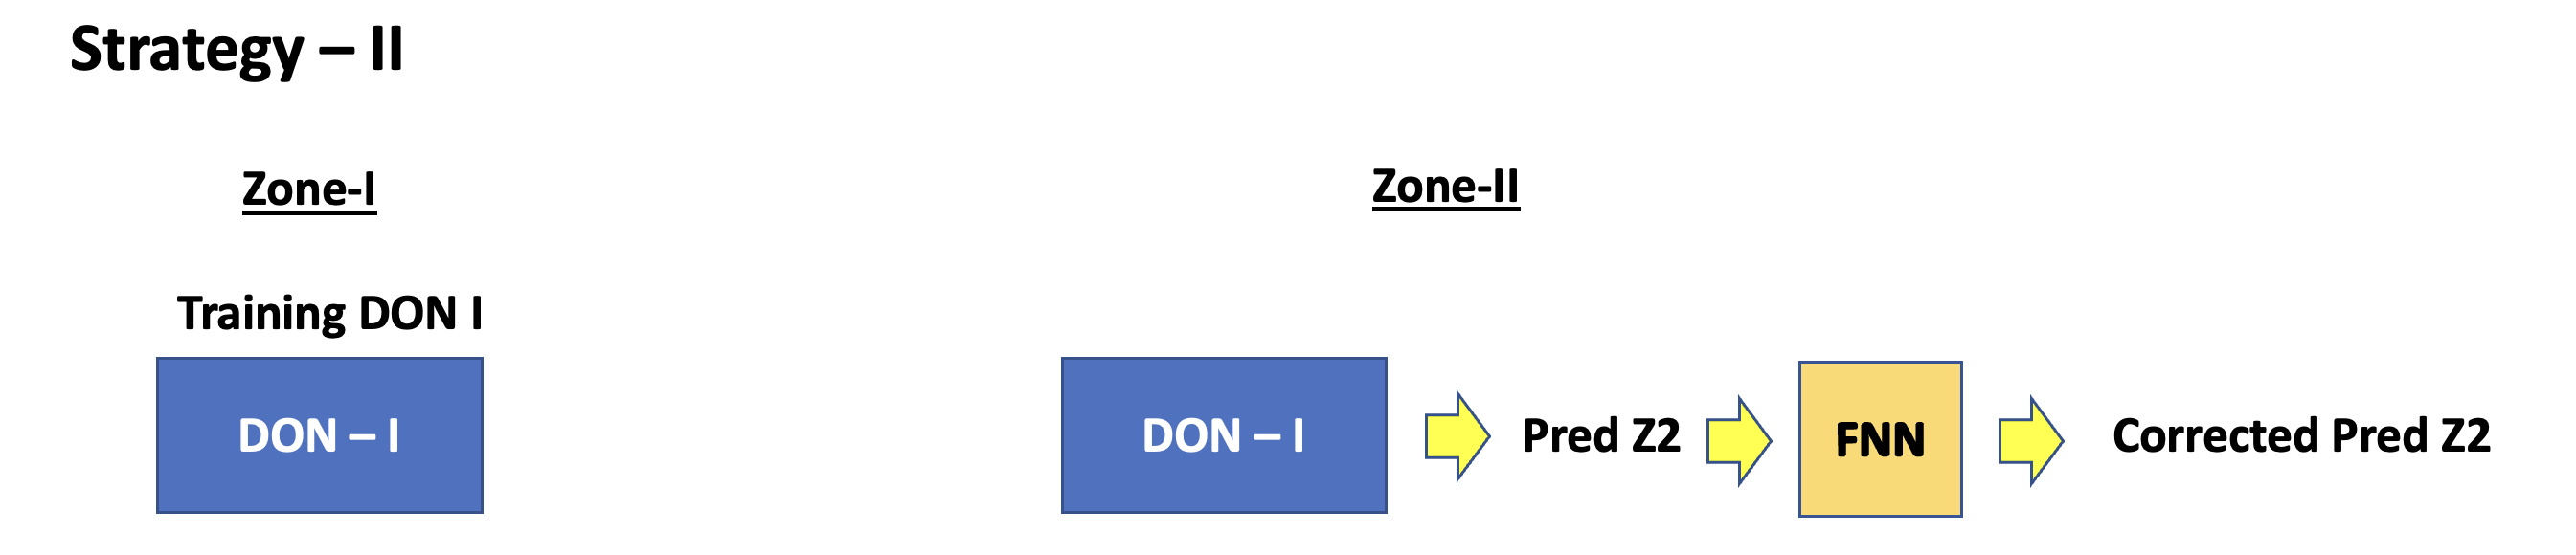 Strategy – II
Zone-I
Zone-II
Training DON I
DON – I
DON – I
Pred Z2
FNN
Corrected Pred Z2